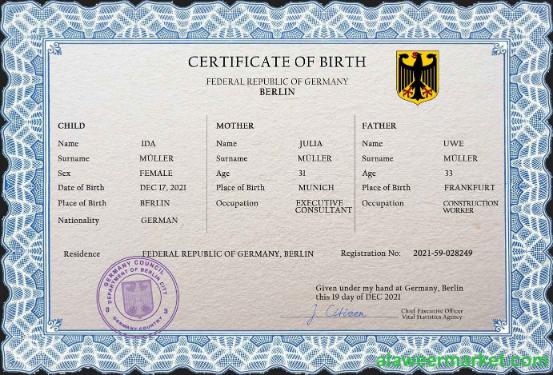 CERTIFICATE OF BIRTH
FEDERAL REPUBLIC OF GERMANY
BERLIN
CHILD
Name IDA
Surname MÜLLER
Sex FEMALE
Date of Birth DEC 17, 2021
Place of Birth BERLIN
Nationality GERMAN
MOTHER
Name JULIA
Surname MÜLLER
Age 31
Place of Birth MUNICH
Occupation EXECUTIVE
CONSULTANT
FATHER
Name UWE
Surname MÜLLER
Age 33
Place of Birth FRANKFURT
Occupation CONSTRUCTION
WORKER
Residence FEDERAL REPUBLIC OF GERMANY, BERLIN
Registration No: 2021-59-028249
GERMANY COUNCIL
DEPARTMENT OF BERLIN CITY
GERMANY COUNTRY
Given under my hand at Germany, Berlin
this 19 day of DEC 2021
J. Citizen
Chief Executive Officer
Vital Statistics Agency
alaweermarket.com